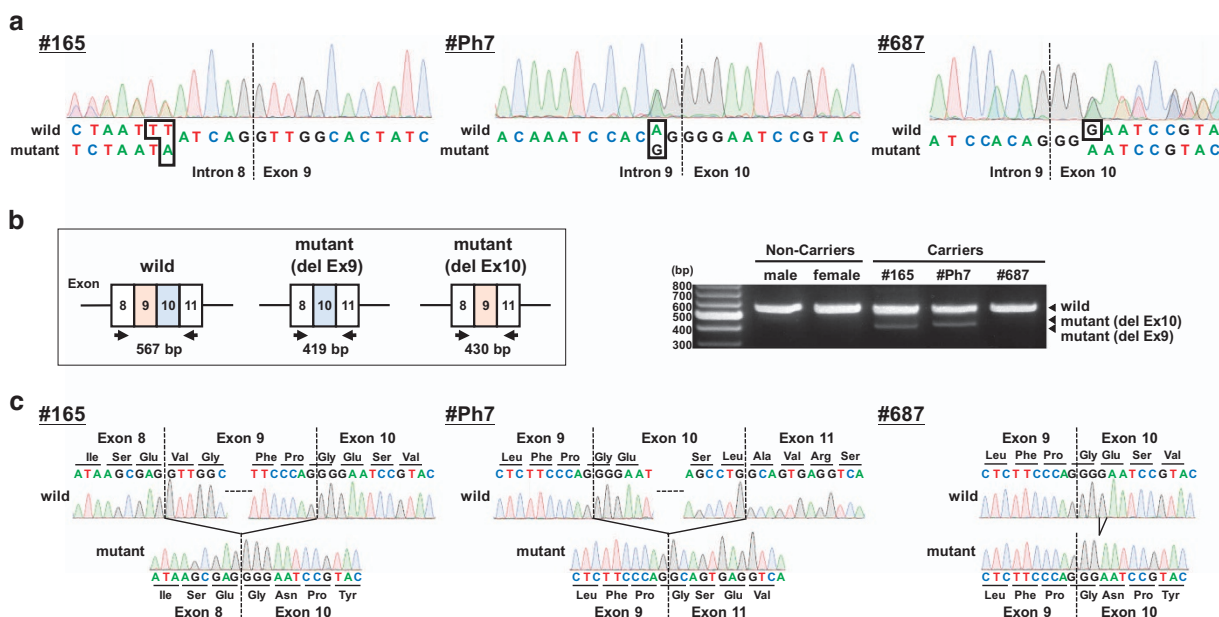 a
#165
wild C T A A T T T A T C A G G T T G G C A C T A T C
mutant T C T A A T A
Intron 8 Exon 9
#Ph7
wild A C A A A T C C A C A G G G G A A T C C G T A C
mutant G
Intron 9 Exon 10
#687
wild A T C C A C A G G G G A A T C C G T A
mutant A A T C C G T A C
Intron 9 Exon 10
b
Exon
wild
8 9 10 11
567 bp
mutant
(del Ex9)
8 10 11
419 bp
mutant
(del Ex10)
8 9 11
430 bp
Non-Carriers Carriers
(bp) male female #165 #Ph7 #687
800
700
600
500
400
300
wild
mutant (del Ex10)
mutant (del Ex9)
c
#165
Exon 8 Exon 9 Exon 10
Ile Ser Glu Val Gly Phe Pro Gly Glu Ser Val
ATAAGCGAGGTTGGC TTCCCAGGGGAATCCGTAC
wild
mutant
ATAAGCGAGGGGAATCCGTAC
Ile Ser Glu Gly Asn Pro Tyr
Exon 8 Exon 10
#Ph7
Exon 9 Exon 10 Exon 11
Leu Phe Pro Gly Glu Ser Leu Ala Val Arg Ser
CTCTTCCCAGGGGAAT AGCCTGGCAGTGAGGTCA
wild
mutant
CTCTTCCCAGGCAGTGAGGTCA
Leu Phe Pro Gly Ser Glu Val
Exon 9 Exon 11
#687
Exon 9 Exon 10
Leu Phe Pro Gly Glu Ser Val
CTCTTCCCAGGGGAATCCGTAC
wild
mutant
CTCTTCCCAGGGAATCCGTAC
Leu Phe Pro Gly Asn Pro Tyr
Exon 9 Exon 10